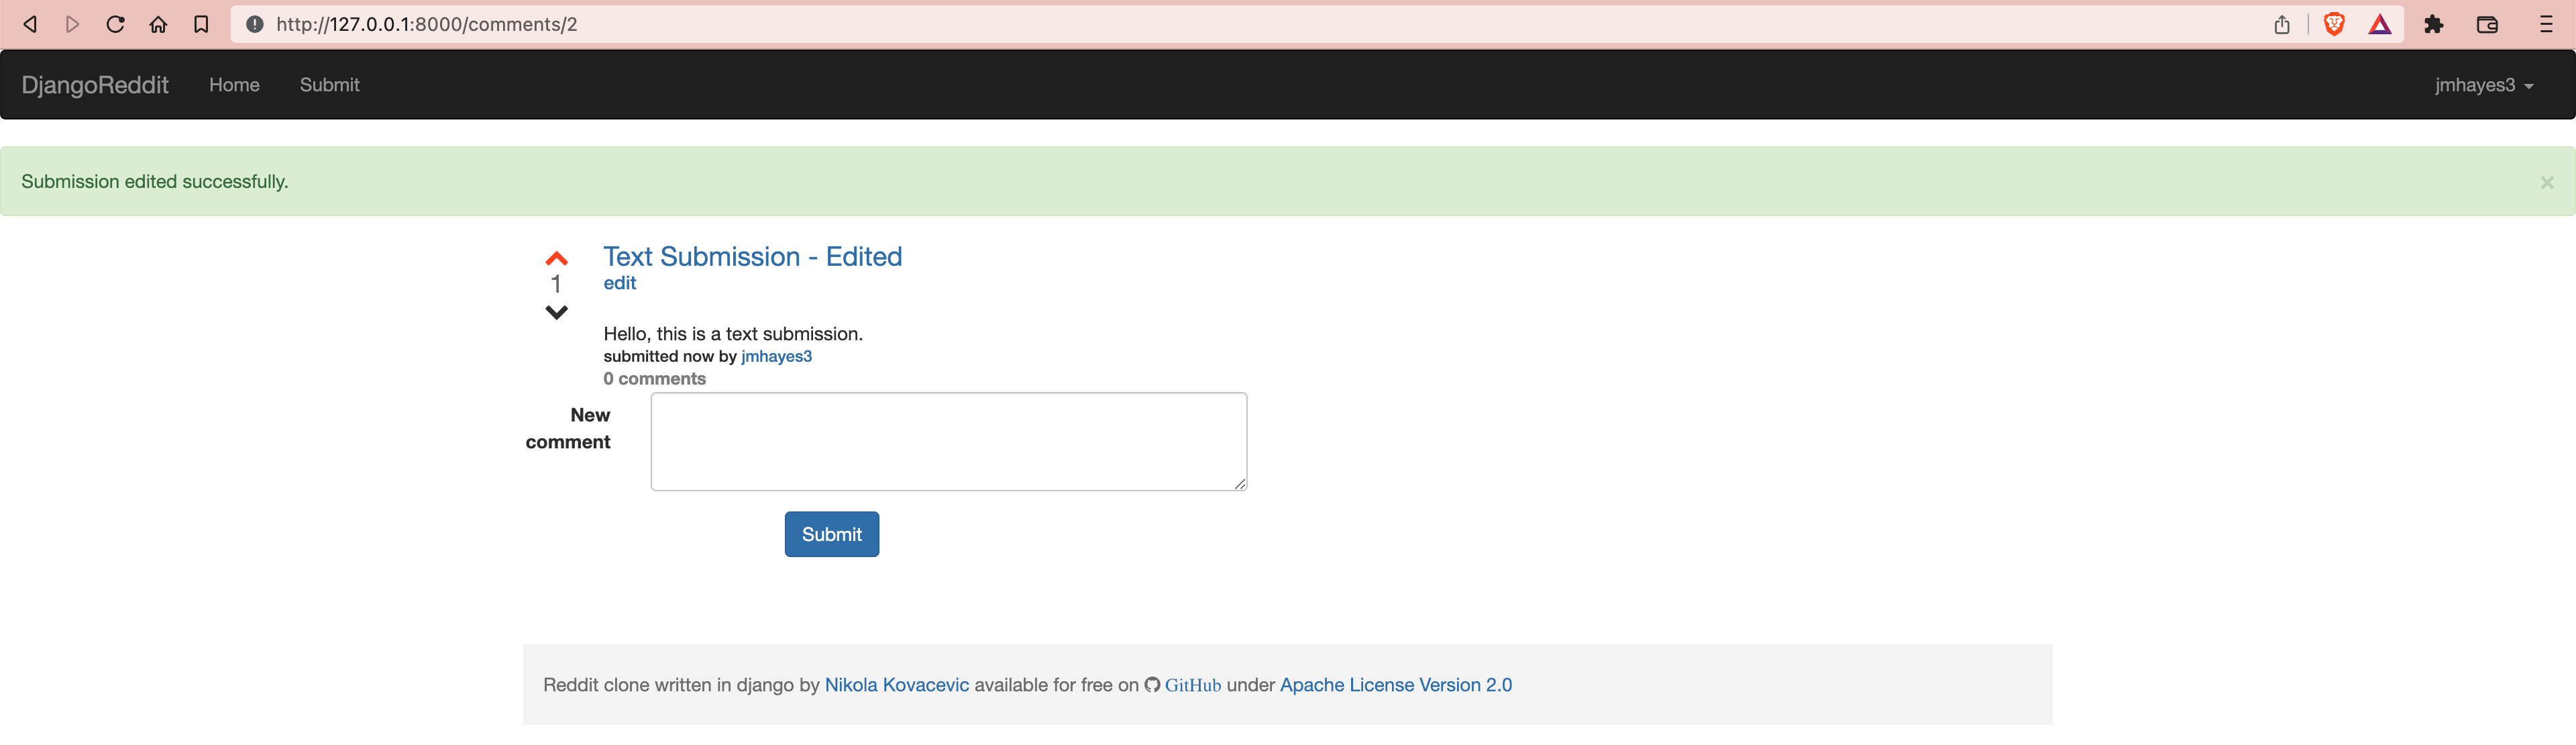 http://127.0.0.1:8000/comments/2
DjangoReddit Home Submit jmhayes3
Submission edited successfully. ×
Text Submission - Edited
1
edit
Hello, this is a text submission.
submitted now by jmhayes3
0 comments
New
comment
Submit
Reddit clone written in django by Nikola Kovacevic available for free on GitHub under Apache License Version 2.0